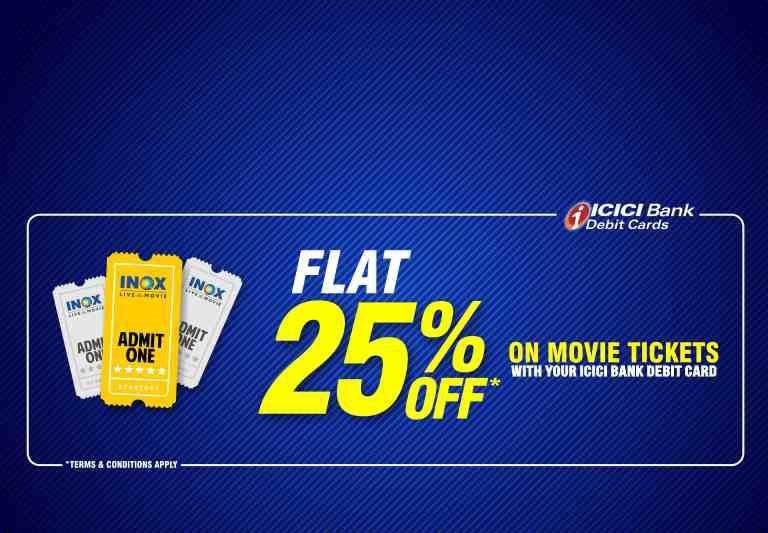 ICICI Bank
Debit Cards
INOX
LIVE the MOVIE
ADMIT
ONE
INOX
LIVE the MOVIE
ADMIT
ONE
INOX
LIVE the MOVIE
DMIT
ONE
FLAT
25%
OFF*
ON MOVIE TICKETS
WITH YOUR ICICI BANK DEBIT CARD
*TERMS & CONDITIONS APPLY